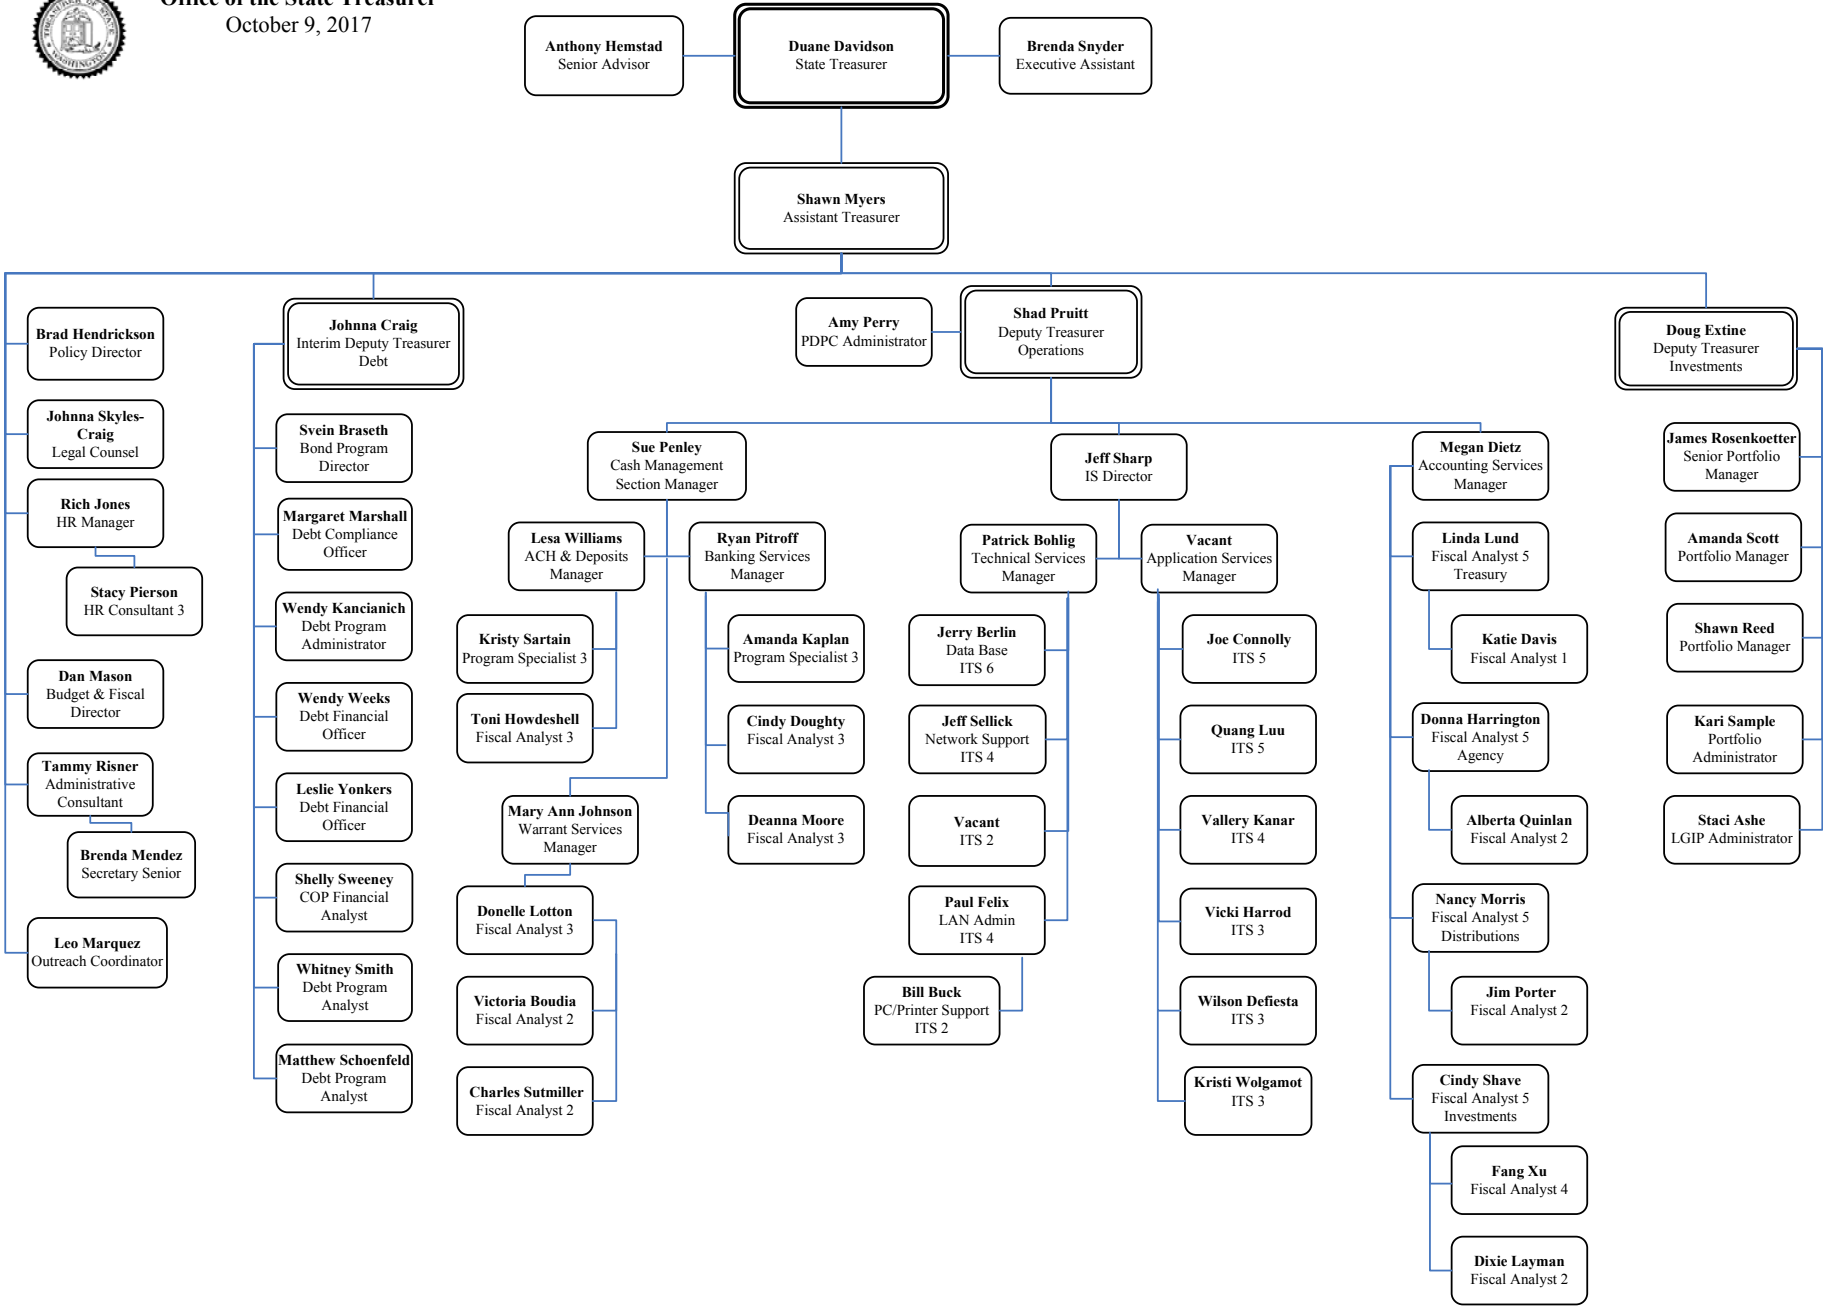 Office of the State Treasurer
October 9, 2017
TREASURER OF STATE
WASHINGTON
Anthony Hemstad
Senior Advisor
Duane Davidson
State Treasurer
Brenda Snyder
Executive Assistant
Shawn Myers
Assistant Treasurer
Brad Hendrickson
Policy Director
Johnna Skyles-
Craig
Legal Counsel
Rich Jones
HR Manager
Stacy Pierson
HR Consultant 3
Dan Mason
Budget & Fiscal
Director
Tammy Risner
Administrative
Consultant
Brenda Mendez
Secretary Senior
Leo Marquez
Outreach Coordinator
Johnna Craig
Interim Deputy Treasurer
Debt
Svein Braseth
Bond Program
Director
Margaret Marshall
Debt Compliance
Officer
Wendy Kancianich
Debt Program
Administrator
Wendy Weeks
Debt Financial
Officer
Leslie Yonkers
Debt Financial
Officer
Shelly Sweeney
COP Financial
Analyst
Whitney Smith
Debt Program
Analyst
Matthew Schoenfeld
Debt Program
Analyst
Amy Perry
PDPC Administrator
Shad Pruitt
Deputy Treasurer
Operations
Sue Penley
Cash Management
Section Manager
Lesa Williams
ACH & Deposits
Manager
Kristy Sartain
Program Specialist 3
Toni Howdeshell
Fiscal Analyst 3
Ryan Pitroff
Banking Services
Manager
Amanda Kaplan
Program Specialist 3
Cindy Doughty
Fiscal Analyst 3
Deanna Moore
Fiscal Analyst 3
Mary Ann Johnson
Warrant Services
Manager
Donelle Lotton
Fiscal Analyst 3
Victoria Boudia
Fiscal Analyst 2
Charles Sutmiller
Fiscal Analyst 2
Jeff Sharp
IS Director
Patrick Bohlig
Technical Services
Manager
Jerry Berlin
Data Base
ITS 6
Jeff Sellick
Network Support
ITS 4
Vacant
ITS 2
Paul Felix
LAN Admin
ITS 4
Bill Buck
PC/Printer Support
ITS 2
Vacant
Application Services
Manager
Joe Connolly
ITS 5
Quang Luu
ITS 5
Vallery Kanar
ITS 4
Vicki Harrod
ITS 3
Wilson Defiesta
ITS 3
Kristi Wolgamot
ITS 3
Megan Dietz
Accounting Services
Manager
Linda Lund
Fiscal Analyst 5
Treasury
Katie Davis
Fiscal Analyst 1
Donna Harrington
Fiscal Analyst 5
Agency
Alberta Quinlan
Fiscal Analyst 2
Nancy Morris
Fiscal Analyst 5
Distributions
Jim Porter
Fiscal Analyst 2
Cindy Shave
Fiscal Analyst 5
Investments
Fang Xu
Fiscal Analyst 4
Dixie Layman
Fiscal Analyst 2
Doug Extine
Deputy Treasurer
Investments
James Rosenkoetter
Senior Portfolio
Manager
Amanda Scott
Portfolio Manager
Shawn Reed
Portfolio Manager
Kari Sample
Portfolio
Administrator
Staci Ashe
LGIP Administrator